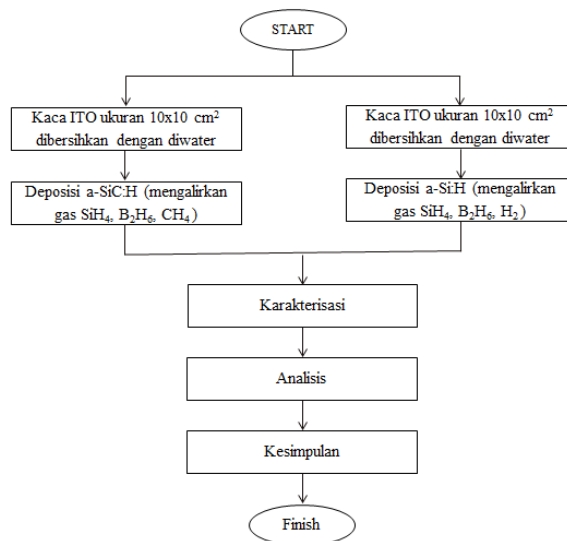 START
Kaca ITO ukuran 10x10 cm²
dibersihkan dengan diwater
Kaca ITO ukuran 10x10 cm²
dibersihkan dengan diwater
Deposisi a-SiC:H (mengalirkan
gas SiH₄, B₂H₆, CH₄)
Deposisi a-Si:H (mengalirkan
gas SiH₄, B₂H₆, H₂)
Karakterisasi
Analisis
Kesimpulan
Finish